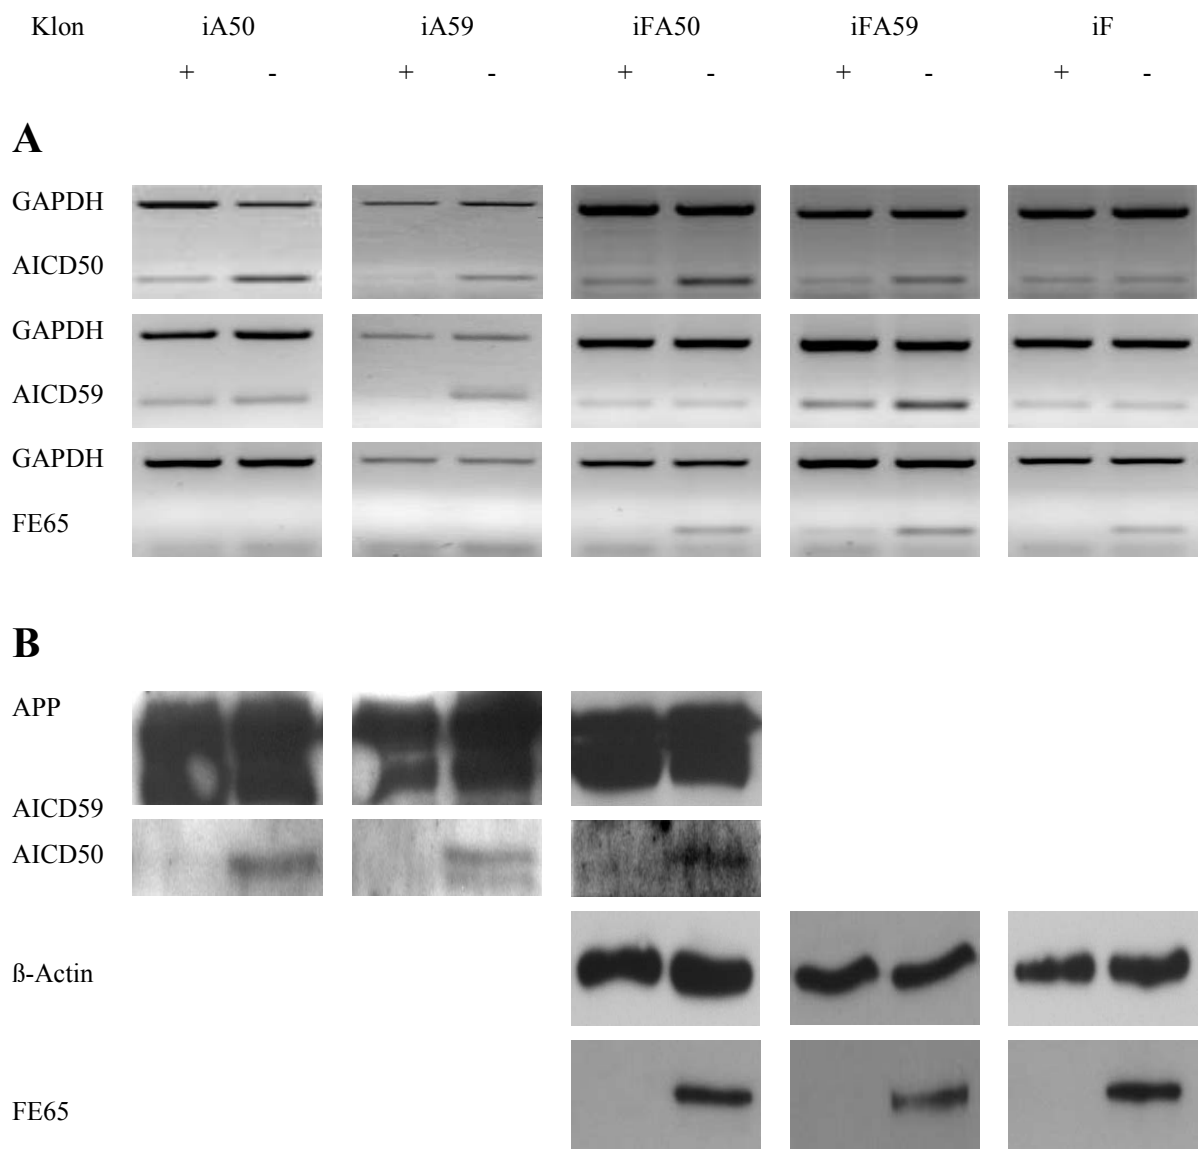 Klon iA50 iA59 iFA50 iFA59 iF
+ - + - + - + - + -
A
GAPDH
AICD50
GAPDH
AICD59
GAPDH
FE65
B
APP
AICD59
AICD50
ß-Actin
FE65